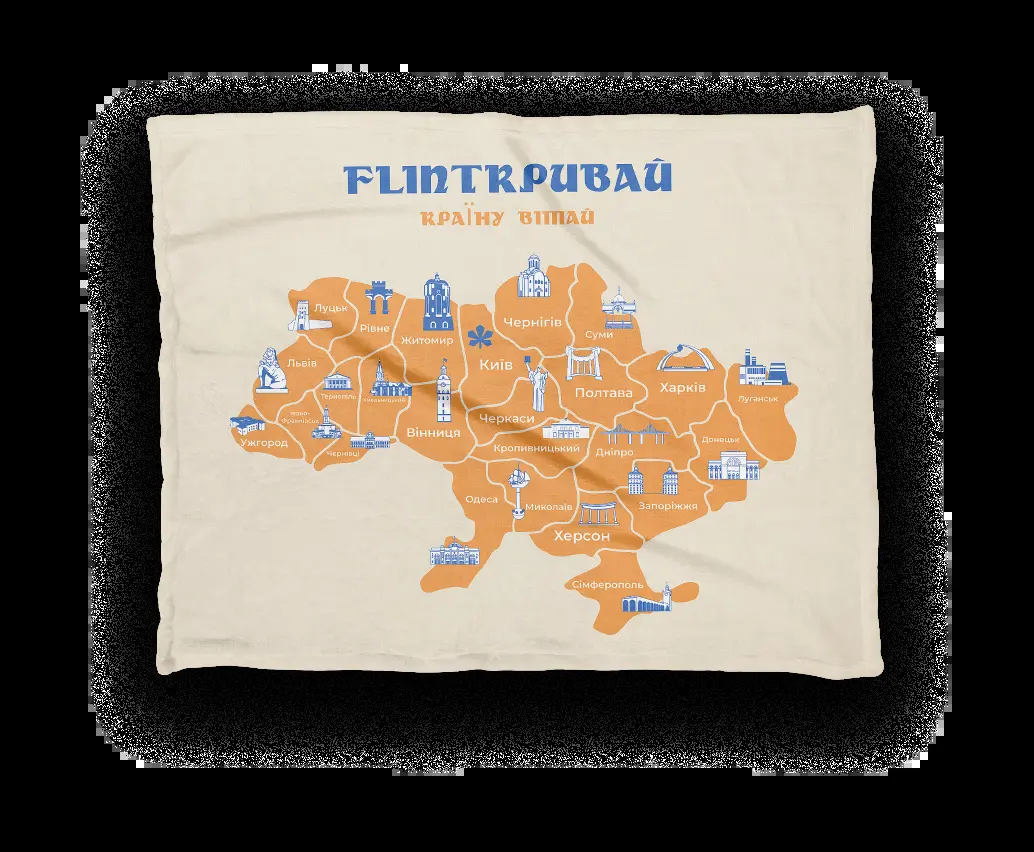 FLINTКРИВАЙ
КРАЇНУ ВІТАЙ
Луцьк
Рівне
Житомир
Чернігів
Суми
Львів
Київ
Тернопіль
Хмельницький
Полтава
Харків
Луганськ
Івано-
Франківськ
Черкаси
Ужгород
Чернівці
Вінниця
Кропивницький
Дніпро
Донецьк
Одеса
Миколаїв
Запоріжжя
Херсон
Сімферополь